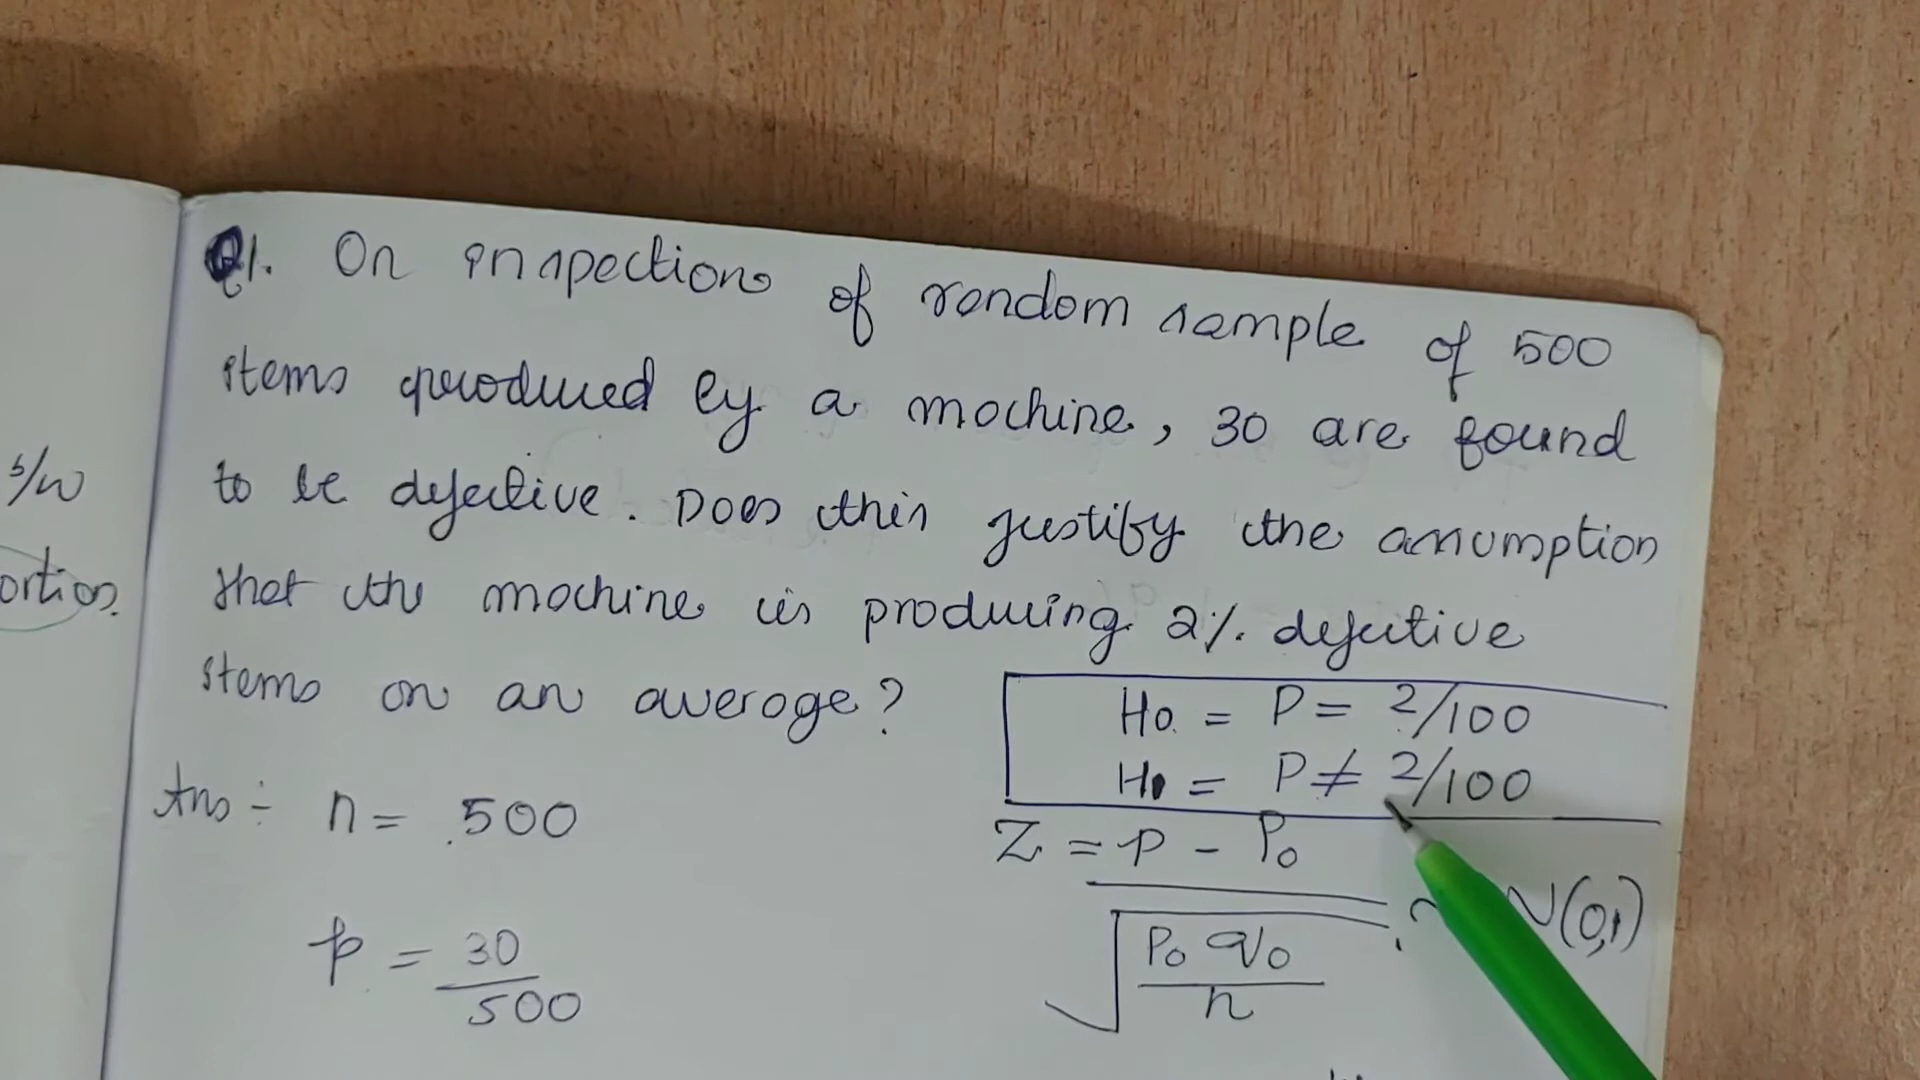 s/w
ortion.
Q1. On inspections of random sample of 500
items produced by a machine, 30 are found
to be defective. Does this justify the assumption
that the machine is producing 2% defective
items on an average?
H0 = P = 2/100
H1 = P ≠ 2/100
Ans ÷ n = 500
Z = p - P0
√ P0 q0 / n
~ N(0,1)
p = 30
500